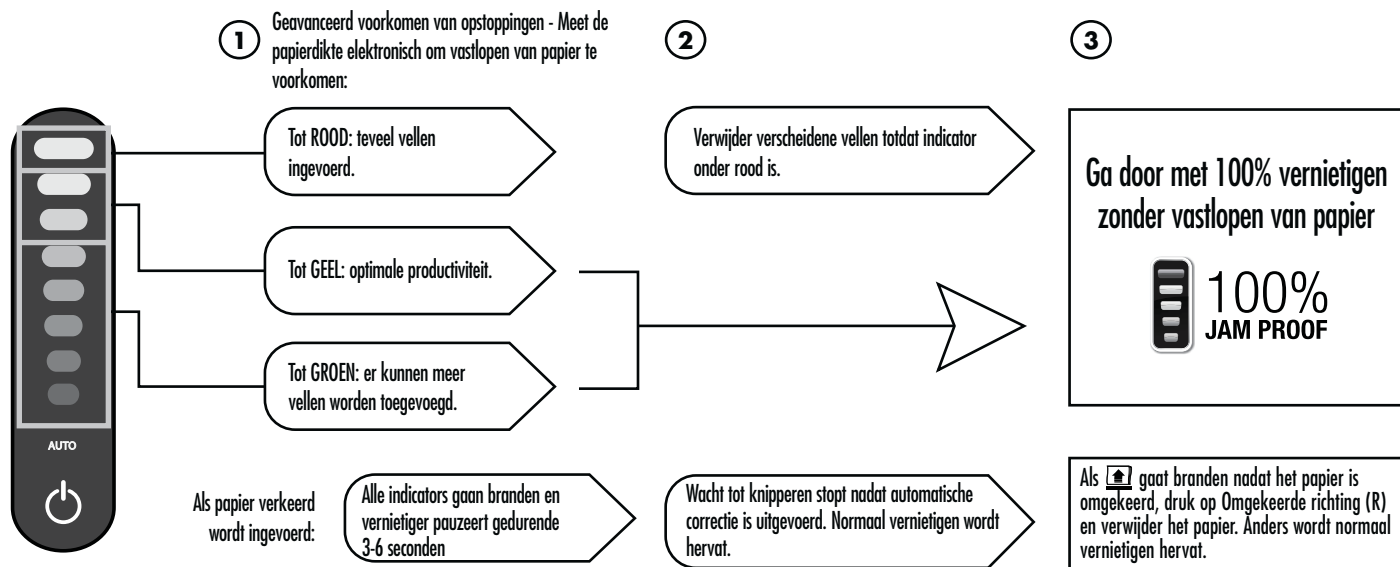 1
Geavanceerd voorkomen van opstoppingen - Meet de
papierdikte elektronisch om vastlopen van papier te
voorkomen:
2
3
Tot ROOD: teveel vellen
ingevoerd.
Verwijder verscheidene vellen totdat indicator
onder rood is.
Ga door met 100% vernietigen
zonder vastlopen van papier
100%
JAM PROOF
Tot GEEL: optimale productiviteit.
Tot GROEN: er kunnen meer
vellen worden toegevoegd.
AUTO
Als papier verkeerd
wordt ingevoerd:
Alle indicators gaan branden en
vernietiger pauzeert gedurende
3-6 seconden
Wacht tot knipperen stopt nadat automatische
correctie is uitgevoerd. Normaal vernietigen wordt
hervat.
Als gaat branden nadat het papier is
omgekeerd, druk op Omgekeerde richting (R)
en verwijder het papier. Anders wordt normaal
vernietigen hervat.